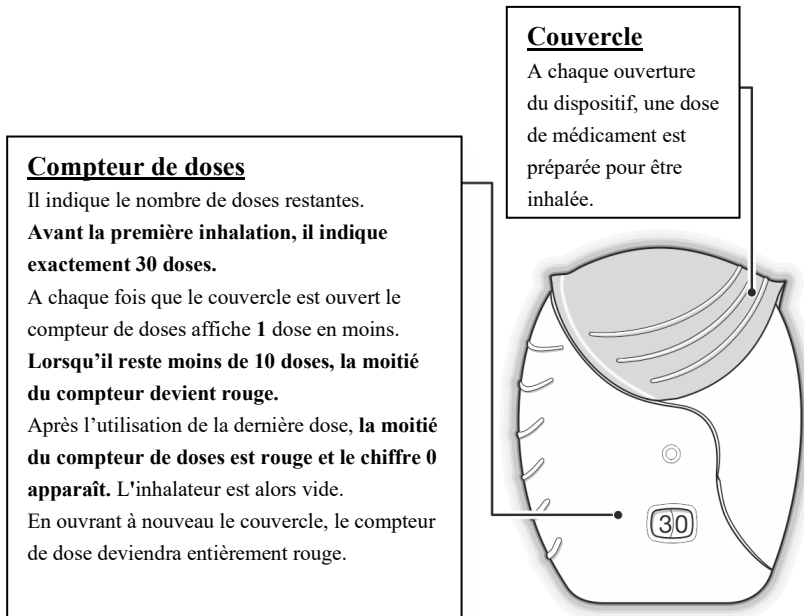 Couvercle
A chaque ouverture
du dispositif, une dose
de médicament est
préparée pour être
inhalée.
Compteur de doses
Il indique le nombre de doses restantes.
Avant la première inhalation, il indique
exactement 30 doses.
A chaque fois que le couvercle est ouvert le
compteur de doses affiche 1 dose en moins.
Lorsqu’il reste moins de 10 doses, la moitié
du compteur devient rouge.
Après l’utilisation de la dernière dose, la moitié
du compteur de doses est rouge et le chiffre 0
apparaît. L'inhalateur est alors vide.
En ouvrant à nouveau le couvercle, le compteur
de dose deviendra entièrement rouge.
30